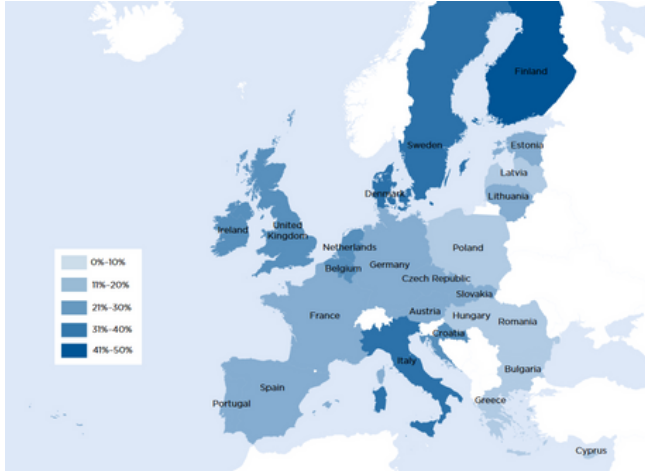 Finland
Sweden
Estonia
Latvia
Denmark
Lithuania
Ireland
United
Kingdom
Netherlands
Poland
0%-10%
Belgium
Germany
11%-20%
Czech Republic
21%-30%
Slovakia
31%-40%
France
Austria
Hungary
Romania
41%-50%
Croatia
Italy
Bulgaria
Spain
Portugal
Greece
Cyprus